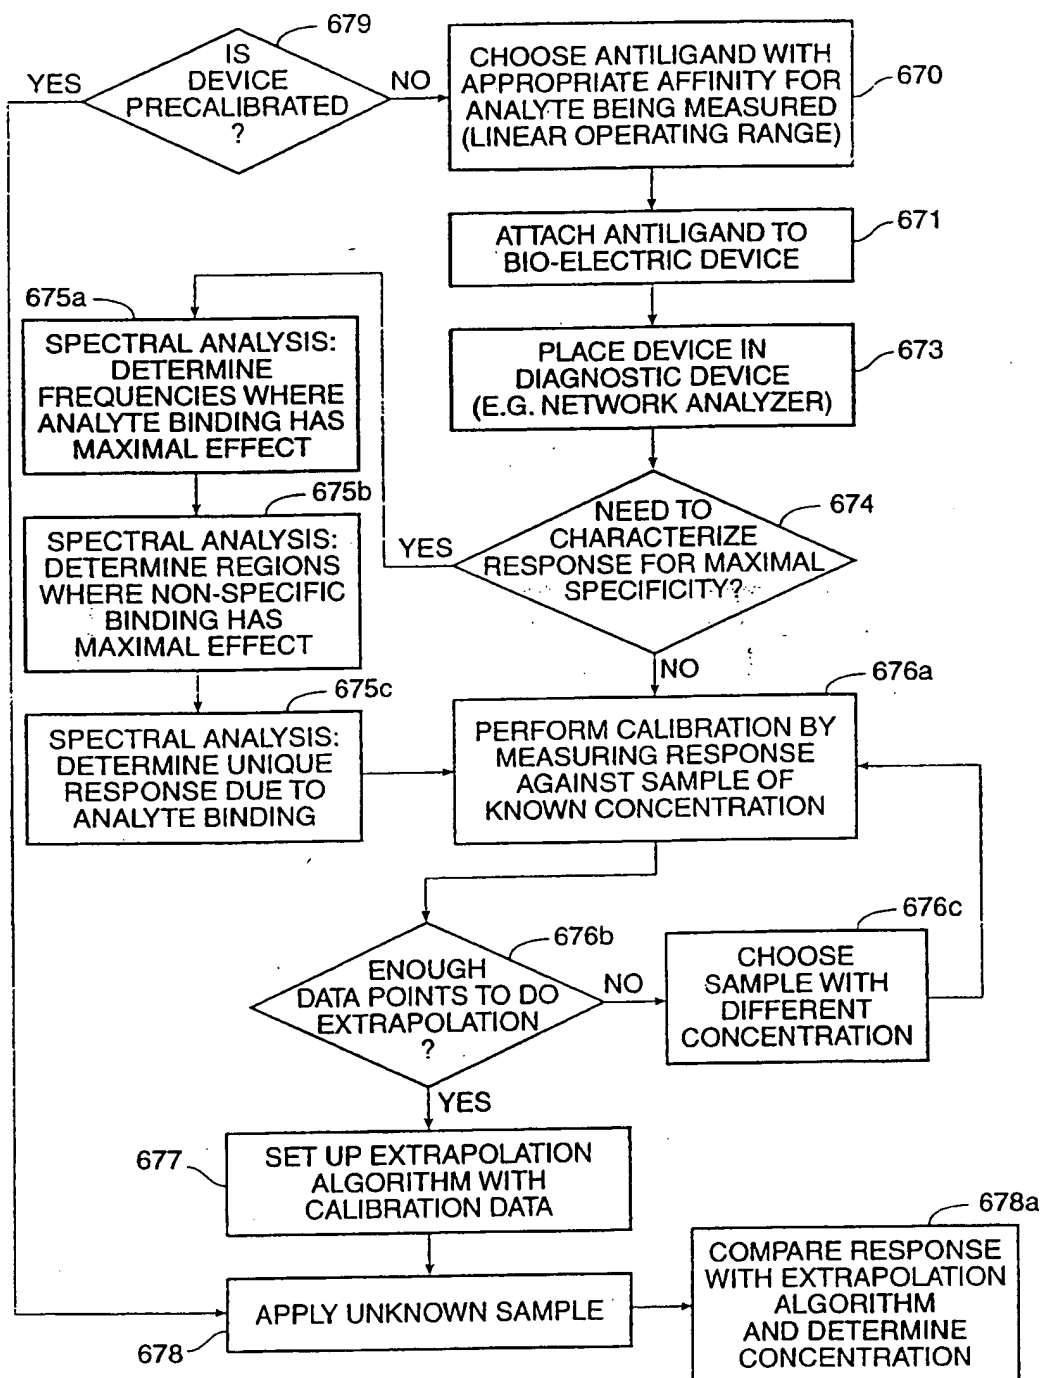 679
IS
DEVICE
PRECALIBRATED
?
YES
NO
CHOOSE ANTILIGAND WITH
APPROPRIATE AFFINITY FOR
ANALYTE BEING MEASURED
(LINEAR OPERATING RANGE)
670
ATTACH ANTILIGAND TO
BIO-ELECTRIC DEVICE
671
PLACE DEVICE IN
DIAGNOSTIC DEVICE
(E.G. NETWORK ANALYZER)
673
NEED TO
CHARACTERIZE
RESPONSE FOR MAXIMAL
SPECIFICITY?
674
YES
NO
675a
SPECTRAL ANALYSIS:
DETERMINE
FREQUENCIES WHERE
ANALYTE BINDING HAS
MAXIMAL EFFECT
675b
SPECTRAL ANALYSIS:
DETERMINE REGIONS
WHERE NON-SPECIFIC
BINDING HAS
MAXIMAL EFFECT
675c
SPECTRAL ANALYSIS:
DETERMINE UNIQUE
RESPONSE DUE TO
ANALYTE BINDING
676a
PERFORM CALIBRATION BY
MEASURING RESPONSE
AGAINST SAMPLE OF
KNOWN CONCENTRATION
676b
ENOUGH
DATA POINTS TO DO
EXTRAPOLATION
?
NO
YES
676c
CHOOSE
SAMPLE WITH
DIFFERENT
CONCENTRATION
677
SET UP EXTRAPOLATION
ALGORITHM WITH
CALIBRATION DATA
APPLY UNKNOWN SAMPLE
678
678a
COMPARE RESPONSE
WITH EXTRAPOLATION
ALGORITHM
AND DETERMINE
CONCENTRATION